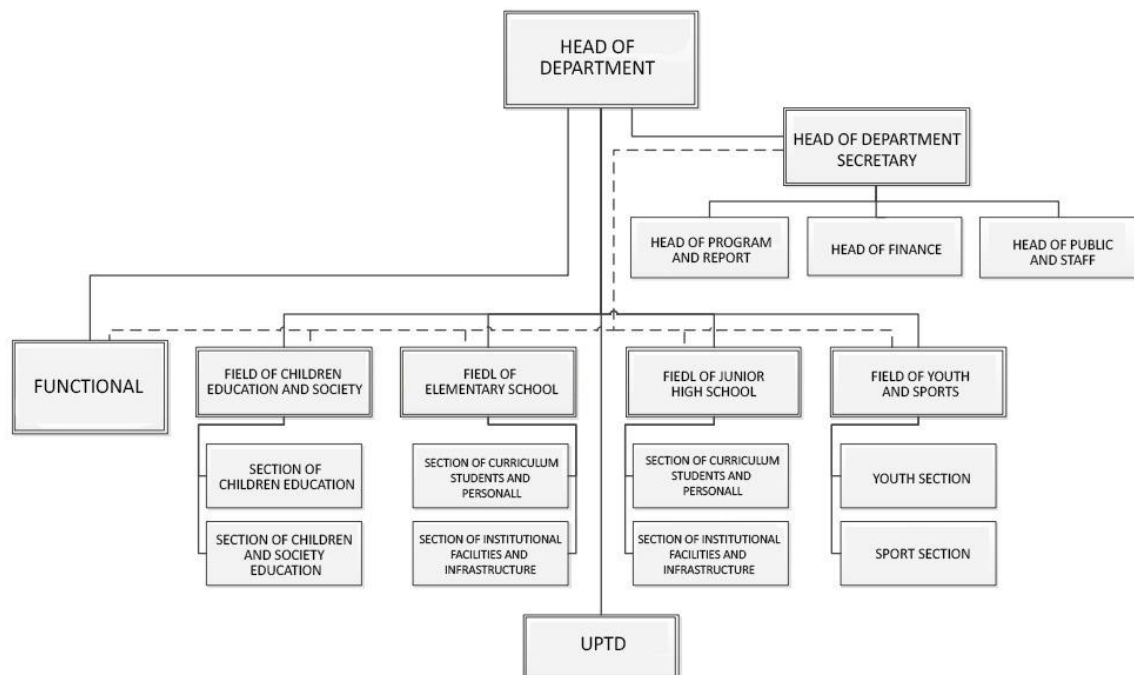 HEAD OF
DEPARTMENT
HEAD OF DEPARTMENT
SECRETARY
HEAD OF PROGRAM
AND REPORT
HEAD OF FINANCE
HEAD OF PUBLIC
AND STAFF
FUNCTIONAL
FIELD OF CHILDREN
EDUCATION AND SOCIETY
FIEDL OF
ELEMENTARY SCHOOL
FIEDL OF JUNIOR
HIGH SCHOOL
FIELD OF YOUTH
AND SPORTS
SECTION OF
CHILDREN EDUCATION
SECTION OF CURRICULUM
STUDENTS AND
PERSONALL
SECTION OF CURRICULUM
STUDENTS AND
PERSONALL
YOUTH SECTION
SECTION OF CHILDREN
AND SOCIETY
EDUCATION
SECTION OF INSTITUTIONAL
FACILITIES AND
INFRASTRUCTURE
SECTION OF INSTITUTIONAL
FACILITIES AND
INFRASTRUCTURE
SPORT SECTION
UPTD